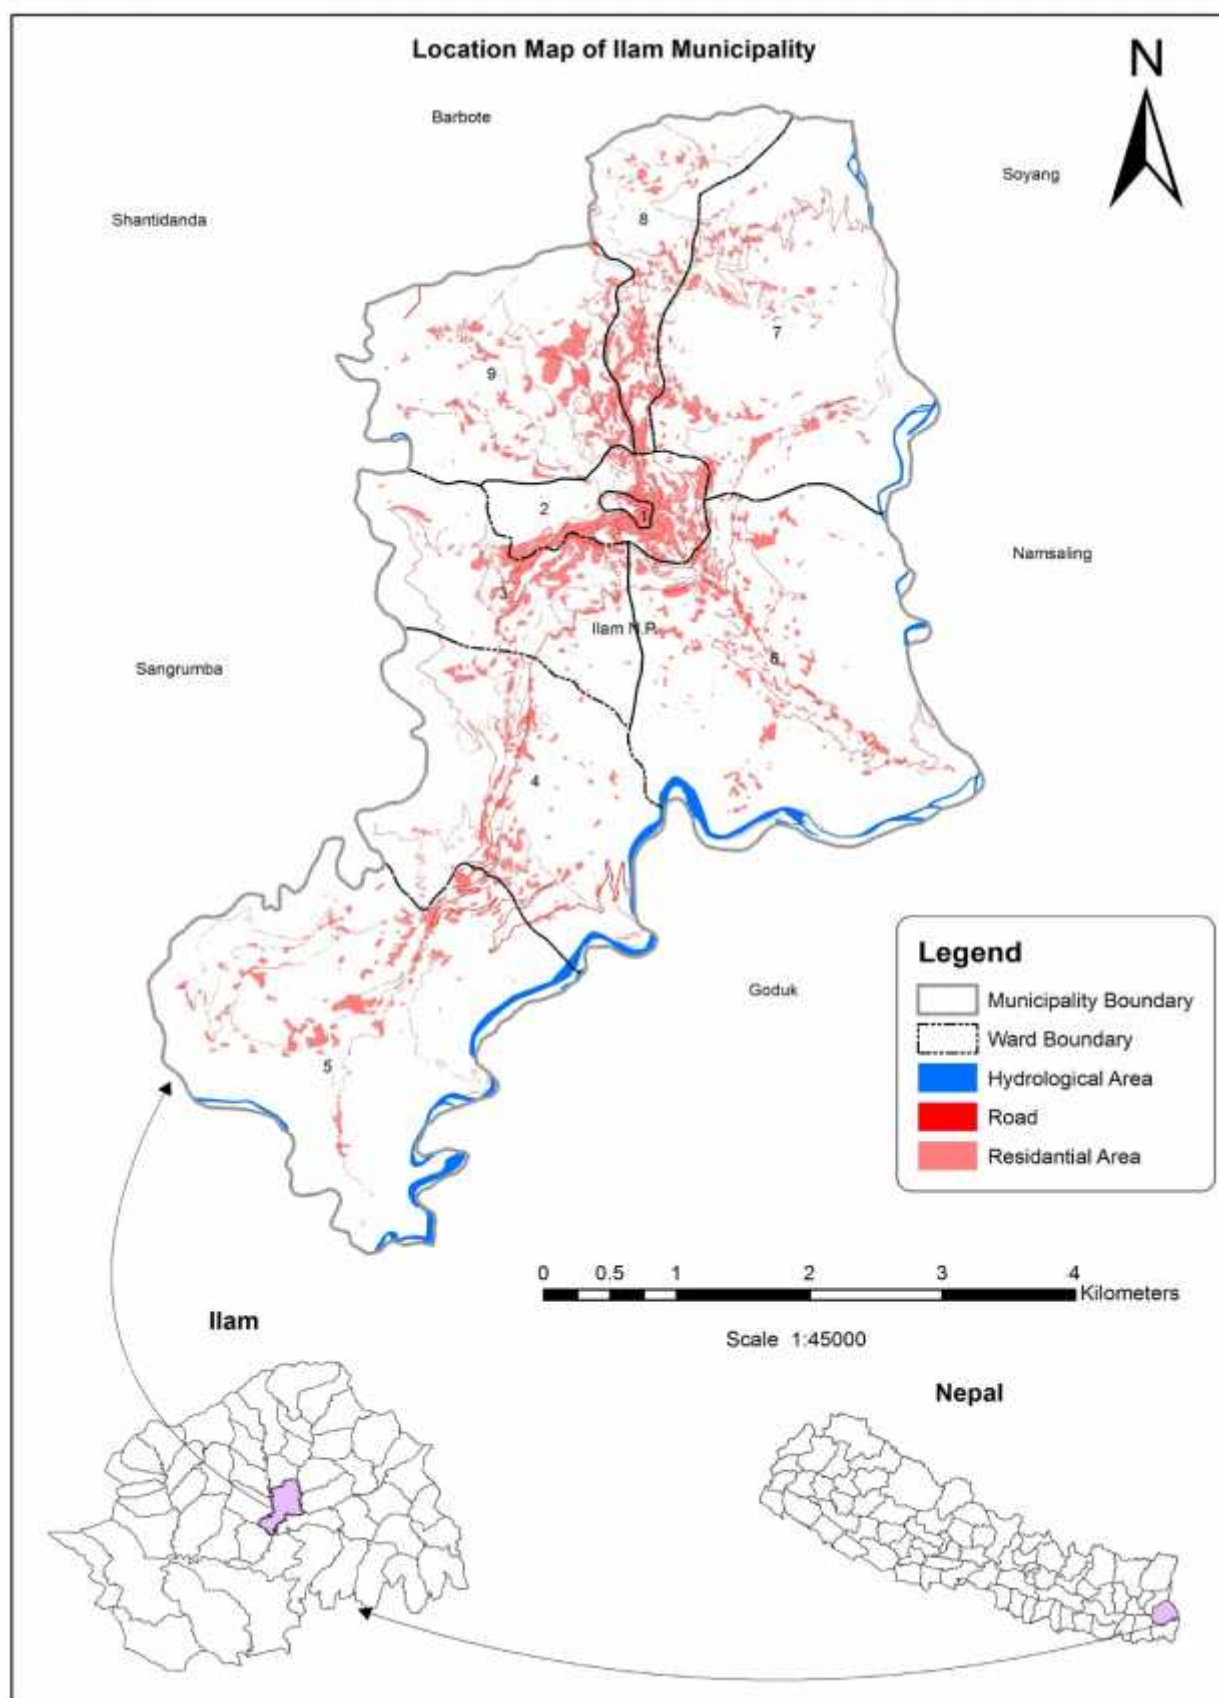 Location Map of Ilam Municipality
N
Barbote
Soyang
Shantidanda
8
7
9
2
1
Namsaling
3
Ilam N.P.
6
Sangrumba
4
Goduk
5
Legend
Municipality Boundary
Ward Boundary
Hydrological Area
Road
Residantial Area
0 0.5 1 2 3 4
Kilometers
Scale 1:45000
Ilam
Nepal